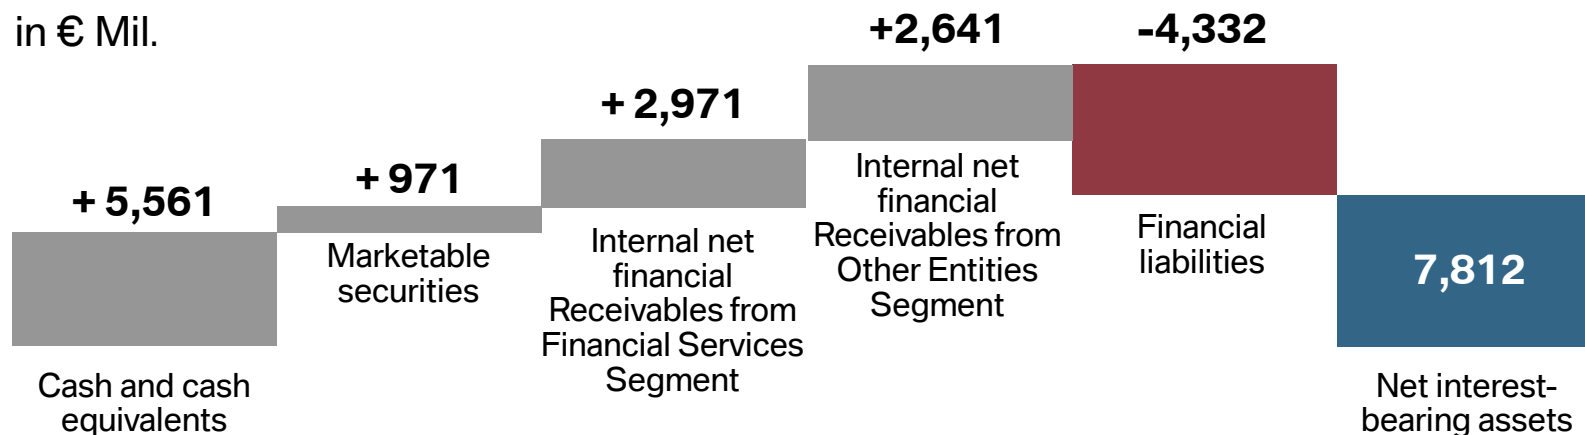 in € Mil.
+ 5,561
Cash and cash
equivalents
+ 971
Marketable
securities
+ 2,971
Internal net
financial
Receivables from
Financial Services
Segment
+2,641
Internal net
financial
Receivables from
Other Entities
Segment
-4,332
Financial
liabilities
7,812
Net interest-
bearing assets